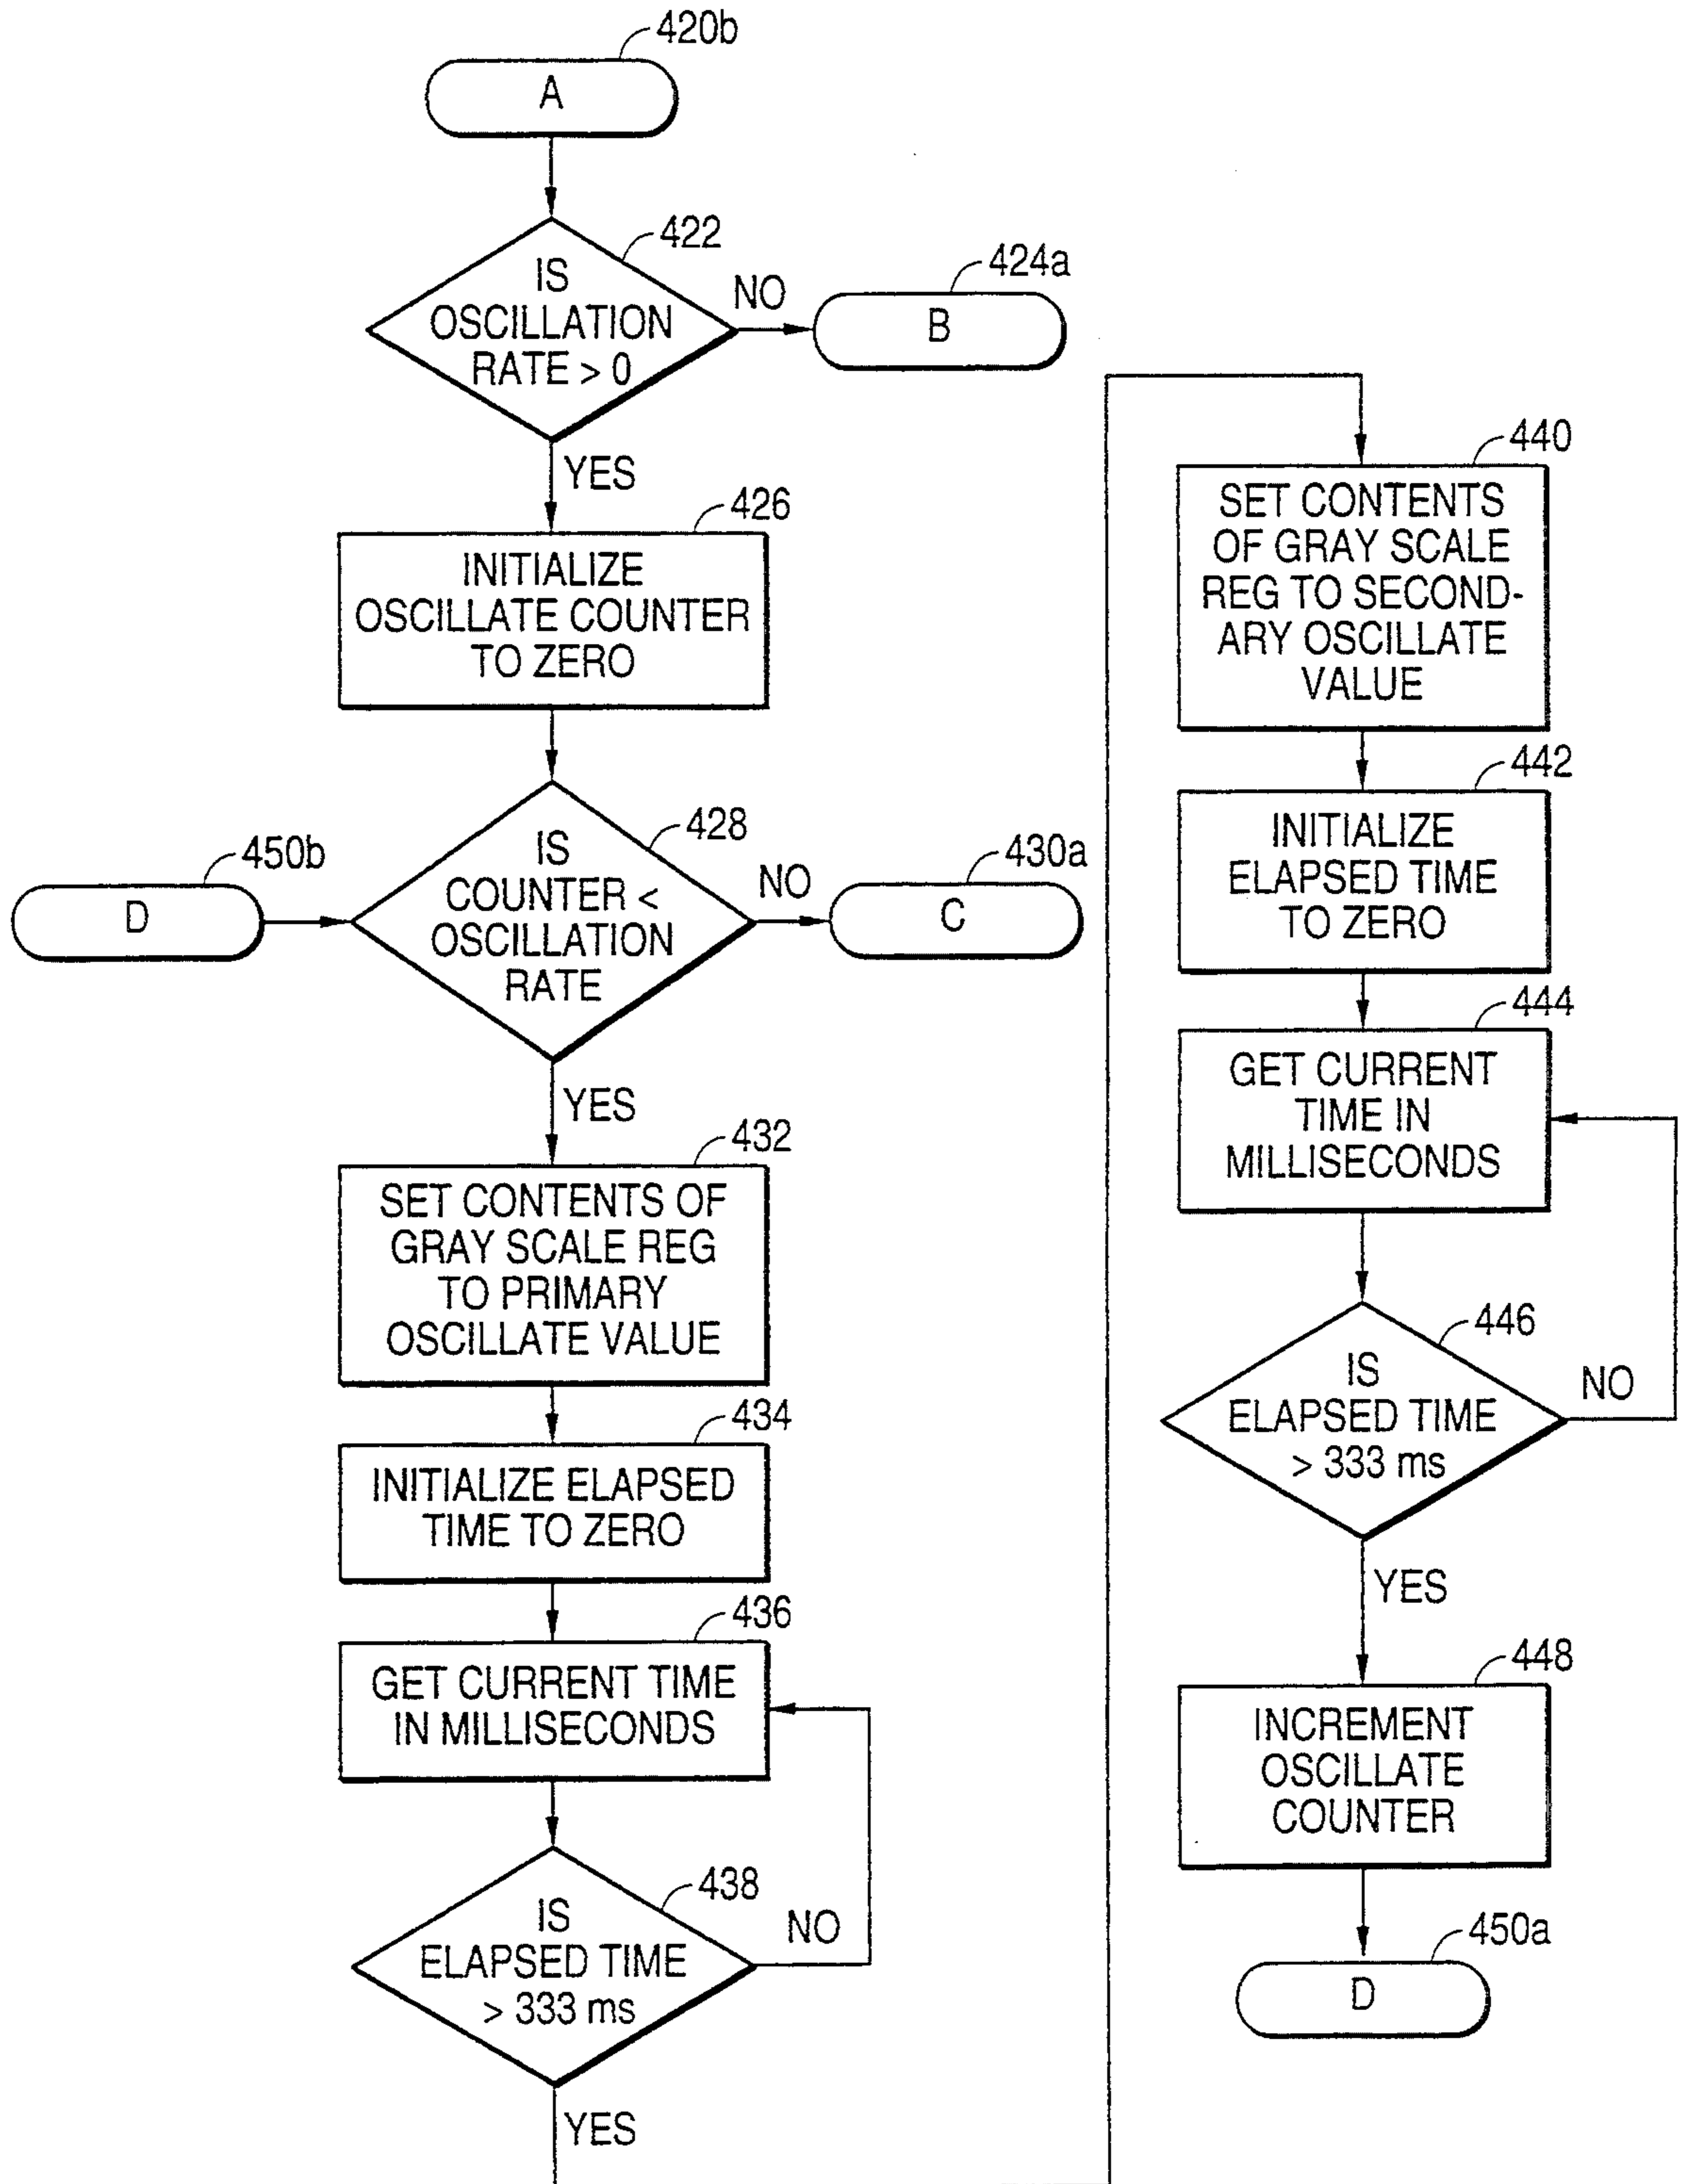 420b
A
422
IS
OSCILLATION
RATE > 0
NO
424a
B
YES
426
INITIALIZE
OSCILLATE COUNTER
TO ZERO
450b
D
428
IS
COUNTER <
OSCILLATION
RATE
NO
430a
C
YES
432
SET CONTENTS OF
GRAY SCALE REG
TO PRIMARY
OSCILLATE VALUE
434
INITIALIZE ELAPSED
TIME TO ZERO
436
GET CURRENT TIME
IN MILLISECONDS
438
IS
ELAPSED TIME
> 333 ms
NO
YES
440
SET CONTENTS
OF GRAY SCALE
REG TO SECOND-
ARY OSCILLATE
VALUE
442
INITIALIZE
ELAPSED TIME
TO ZERO
444
GET CURRENT
TIME IN
MILLISECONDS
446
IS
ELAPSED TIME
> 333 ms
NO
YES
448
INCREMENT
OSCILLATE
COUNTER
450a
D